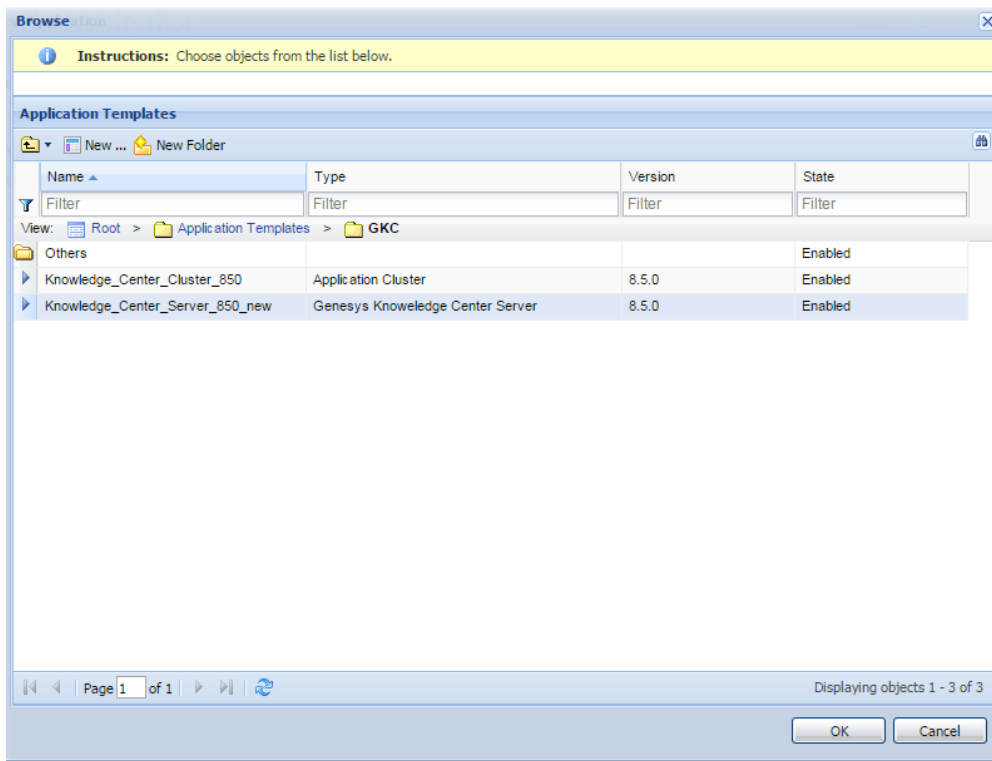 Browse
Instructions: Choose objects from the list below.
Application Templates
New ... New Folder
Name Type Version State
Filter Filter Filter Filter
View: Root > Application Templates > GKC
Others Enabled
Knowledge_Center_Cluster_850 Application Cluster 8.5.0 Enabled
Knowledge_Center_Server_850_new Genesys Knoweledge Center Server 8.5.0 Enabled
Page 1 of 1 Displaying objects 1 - 3 of 3
OK Cancel